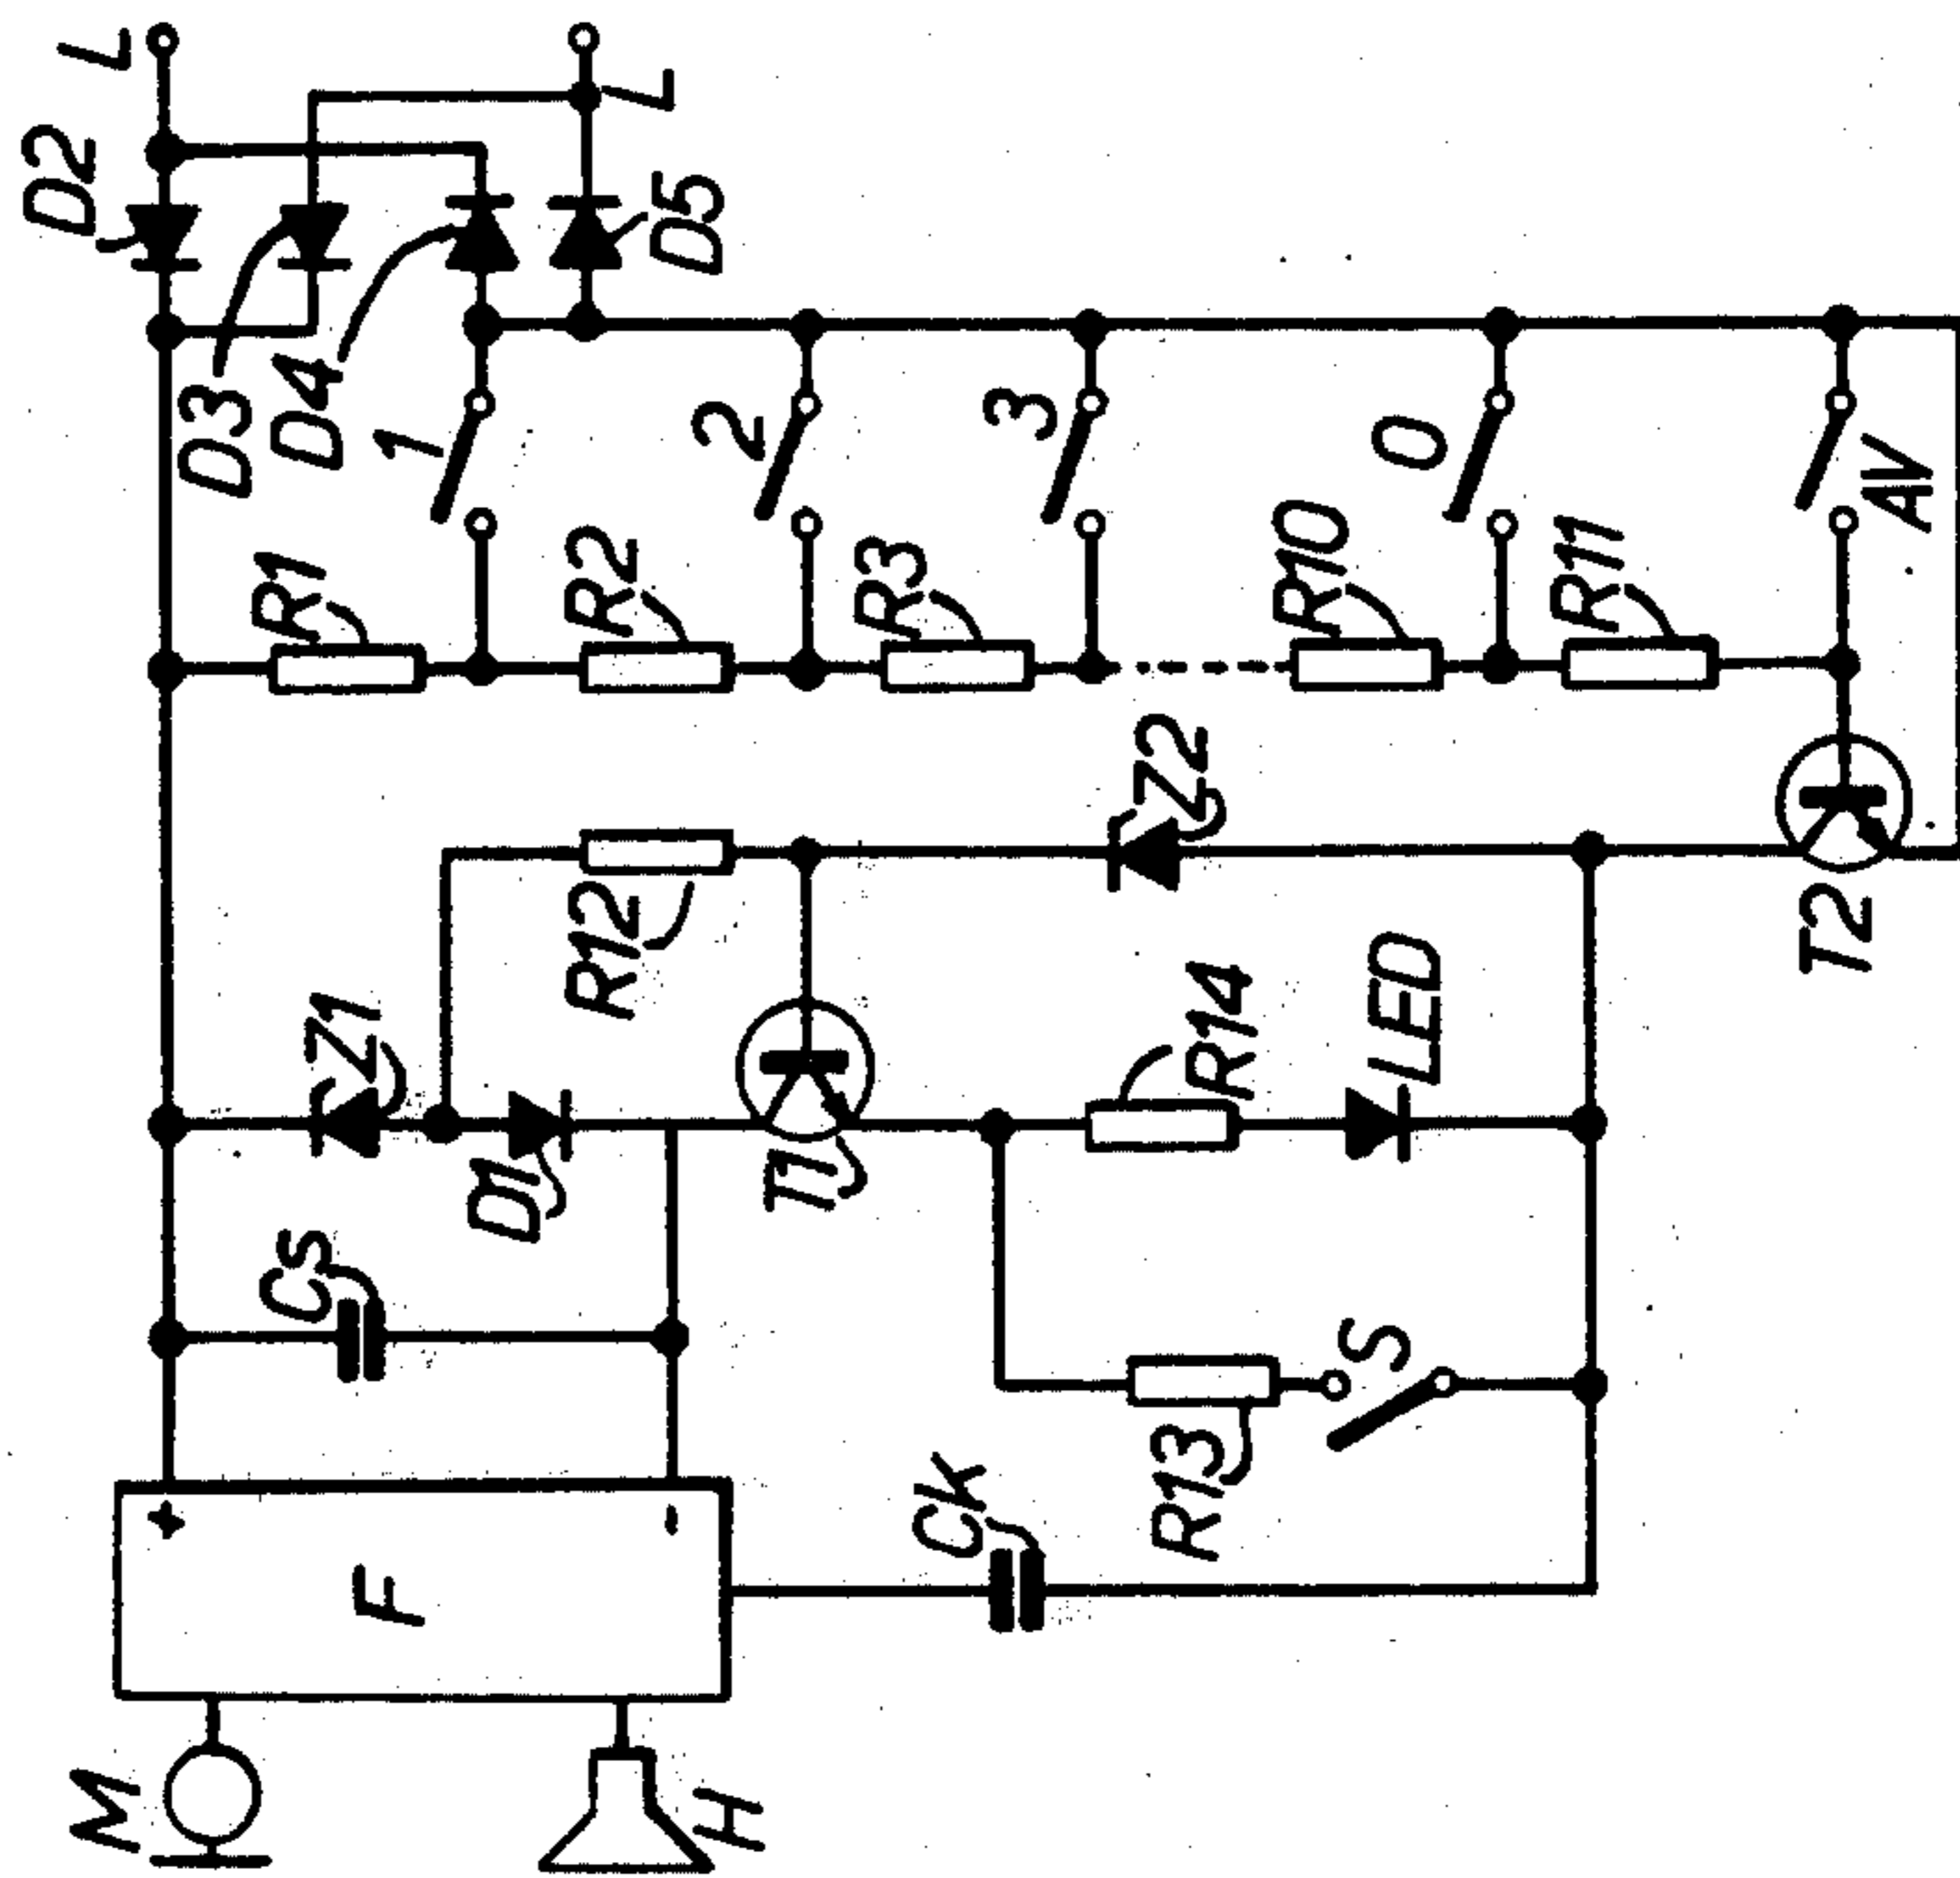 L
L
D2
D5
D3
D4
1
2
3
0
AV
R1
R2
R3
R10
R11
Z2
R12
T2
Z1
D1
T1
R14
LED
CS
S
R13
CK
+
-
F
M
H